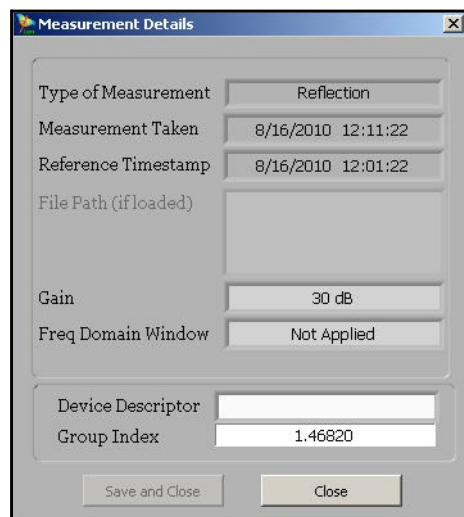 Measurement Details
Type of Measurement Reflection
Measurement Taken 8/16/2010 12:11:22
Reference Timestamp 8/16/2010 12:01:22
File Path (if loaded)
Gain 30 dB
Freq Domain Window Not Applied
Device Descriptor
Group Index 1.46820
Save and Close Close